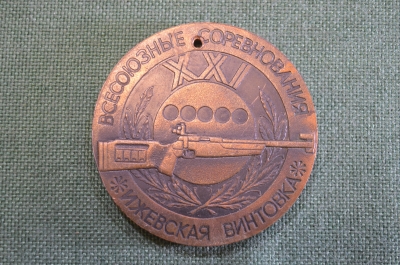 ВСЕСОЮЗНЫЕ СОРЕВНОВАНИЯ
XXI
*ИЖЕВСКАЯ ВИНТОВКА*